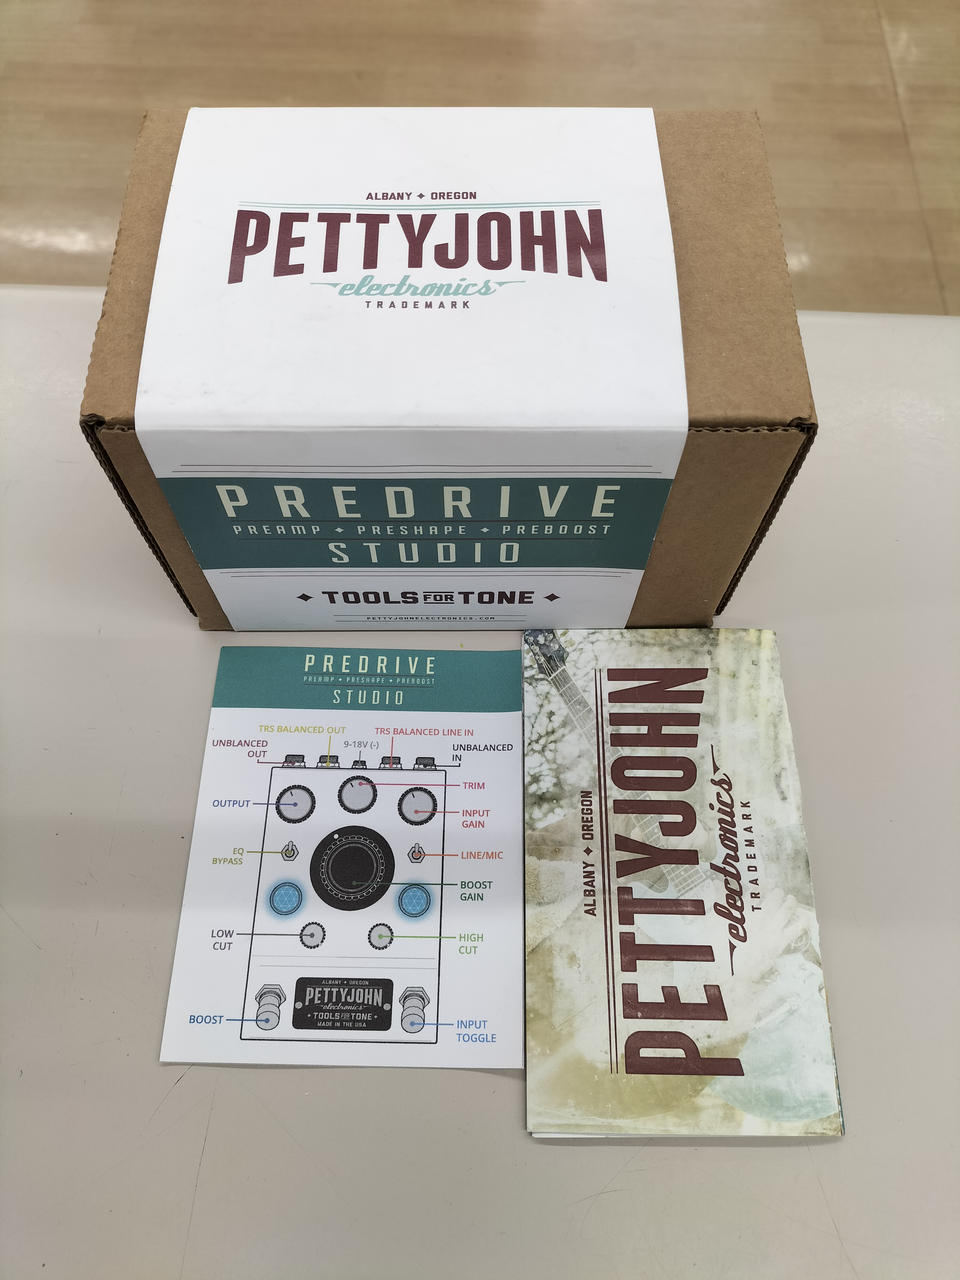 ALBANY ✦ OREGON
PETTYJOHN
electronics
TRADEMARK
PREDRIVE
PREAMP ✦ PRESHAPE ✦ PREBOOST
STUDIO
✦ TOOLS FOR TONE ✦
PETTYJOHNELECTRONICS.COM
PREDRIVE
PREAMP ✦ PRESHAPE ✦ PREBOOST
STUDIO
TRS BALANCED OUT
TRS BALANCED LINE IN
UNBLANCED
OUT
9-18V (-)
UNBALANCED
IN
TRIM
OUTPUT
INPUT
GAIN
EQ
BYPASS
LINE/MIC
BOOST
GAIN
LOW
CUT
HIGH
CUT
ALBANY ✦ OREGON
PETTYJOHN
electronics
✦ TOOLS FOR TONE ✦
MADE IN THE USA
BOOST
INPUT
TOGGLE
ALBANY ✦ OREGON
PETTYJOHN
electronics
TRADEMARK